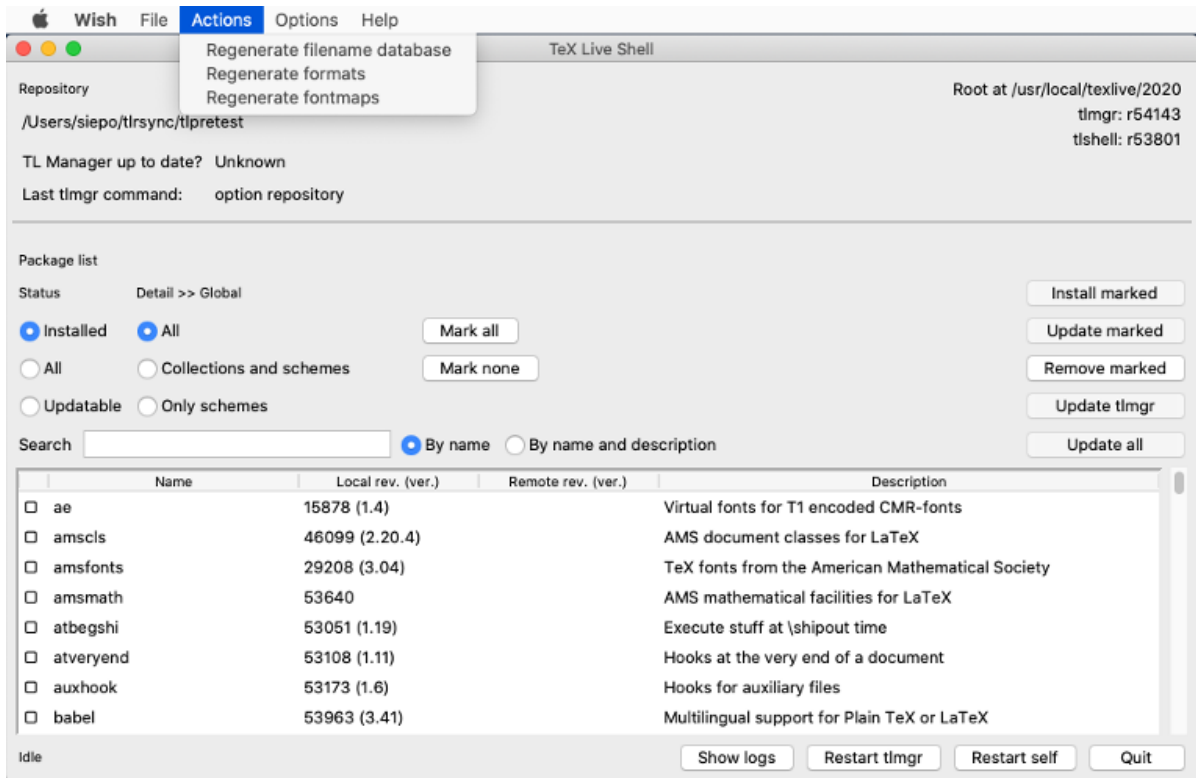 Wish File Actions Options Help
TeX Live Shell
Regenerate filename database
Regenerate formats
Regenerate fontmaps
Repository
Root at /usr/local/texlive/2020
/Users/siepo/tlrsync/tlpretest
tlmgr: r54143
tlshell: r53801
TL Manager up to date? Unknown
Last tlmgr command: option repository
Package list
Status Detail >> Global Install marked
Installed All Mark all Update marked
All Collections and schemes Mark none Remove marked
Updatable Only schemes Update tlmgr
Search By name By name and description Update all
Name Local rev. (ver.) Remote rev. (ver.) Description
ae 15878 (1.4) Virtual fonts for T1 encoded CMR-fonts
amscls 46099 (2.20.4) AMS document classes for LaTeX
amsfonts 29208 (3.04) TeX fonts from the American Mathematical Society
amsmath 53640 AMS mathematical facilities for LaTeX
atbegshi 53051 (1.19) Execute stuff at \shipout time
atveryend 53108 (1.11) Hooks at the very end of a document
auxhook 53173 (1.6) Hooks for auxiliary files
babel 53963 (3.41) Multilingual support for Plain TeX or LaTeX
Idle Show logs Restart tlmgr Restart self Quit